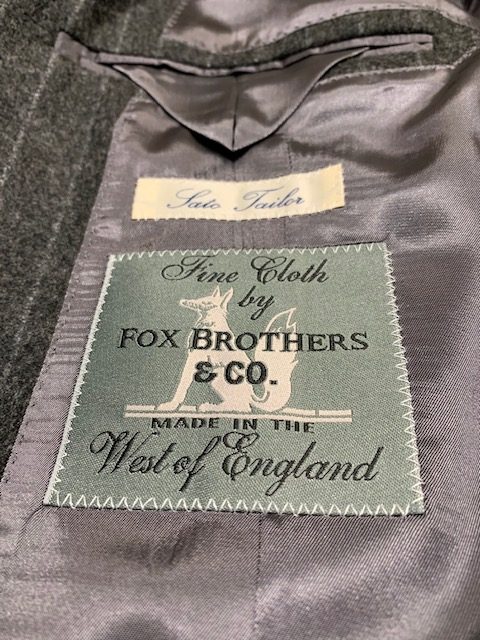 Sato Tailor
Fine Cloth
by
FOX BROTHERS
& CO.
MADE IN THE
West of England